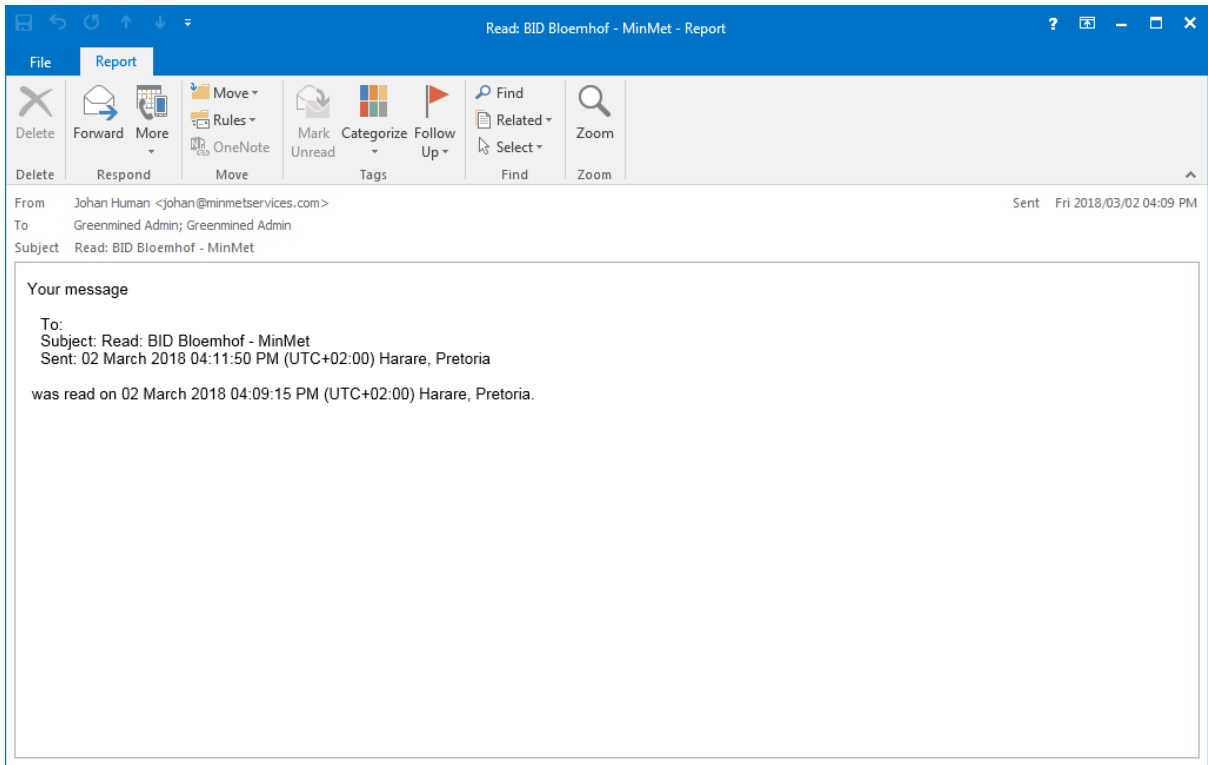 Read: BID Bloemhof - MinMet - Report
?
File Report
Delete Forward More Move Rules OneNote Mark Unread Categorize Follow Up Find Related Select Zoom
Delete Respond Move Tags Find Zoom
From Johan Human <johan@minmetservices.com> Sent Fri 2018/03/02 04:09 PM
To Greenmined Admin; Greenmined Admin
Subject Read: BID Bloemhof - MinMet
Your message
To:
Subject: Read: BID Bloemhof - MinMet
Sent: 02 March 2018 04:11:50 PM (UTC+02:00) Harare, Pretoria
was read on 02 March 2018 04:09:15 PM (UTC+02:00) Harare, Pretoria.